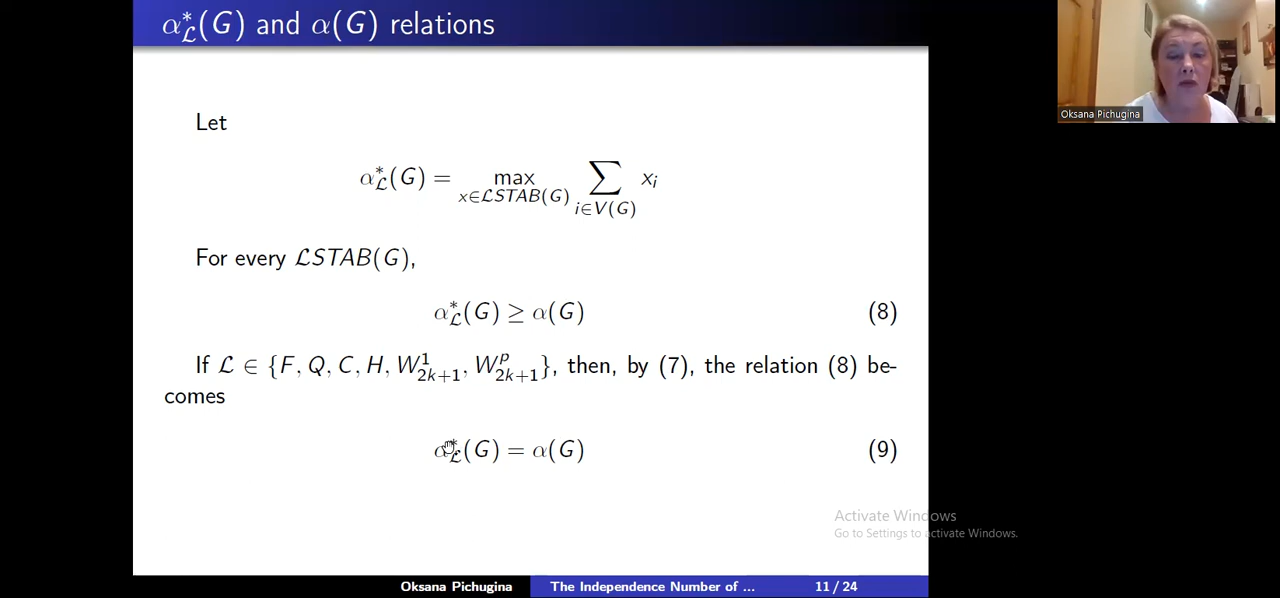 α*_ℒ(G) and α(G) relations
Oksana Pichugina
Let
α*_ℒ(G) = max_{x∈ℒSTAB(G)} ∑_{i∈V(G)} x_i
For every ℒSTAB(G),
α*_ℒ(G) ≥ α(G) (8)
If ℒ ∈ {F, Q, C, H, W^1_{2k+1}, W^p_{2k+1}}, then, by (7), the relation (8) be-
comes
α*_ℒ(G) = α(G) (9)
Activate Windows
Go to Settings to Activate Windows.
Oksana Pichugina The Independence Number of ... 11 / 24